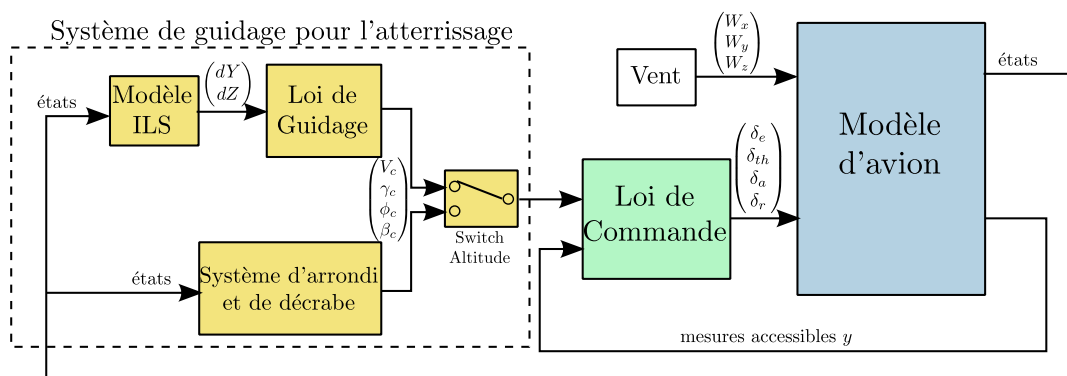 Système de guidage pour l'atterrissage
états
Modèle
ILS
dY
dZ
Loi de
Guidage
V_c
γ_c
ϕ_c
β_c
Switch
Altitude
états
Système d'arrondi
et de décrabe
Vent
W_x
W_y
W_z
Loi de
Commande
δ_e
δ_th
δ_a
δ_r
Modèle
d'avion
états
mesures accessibles y